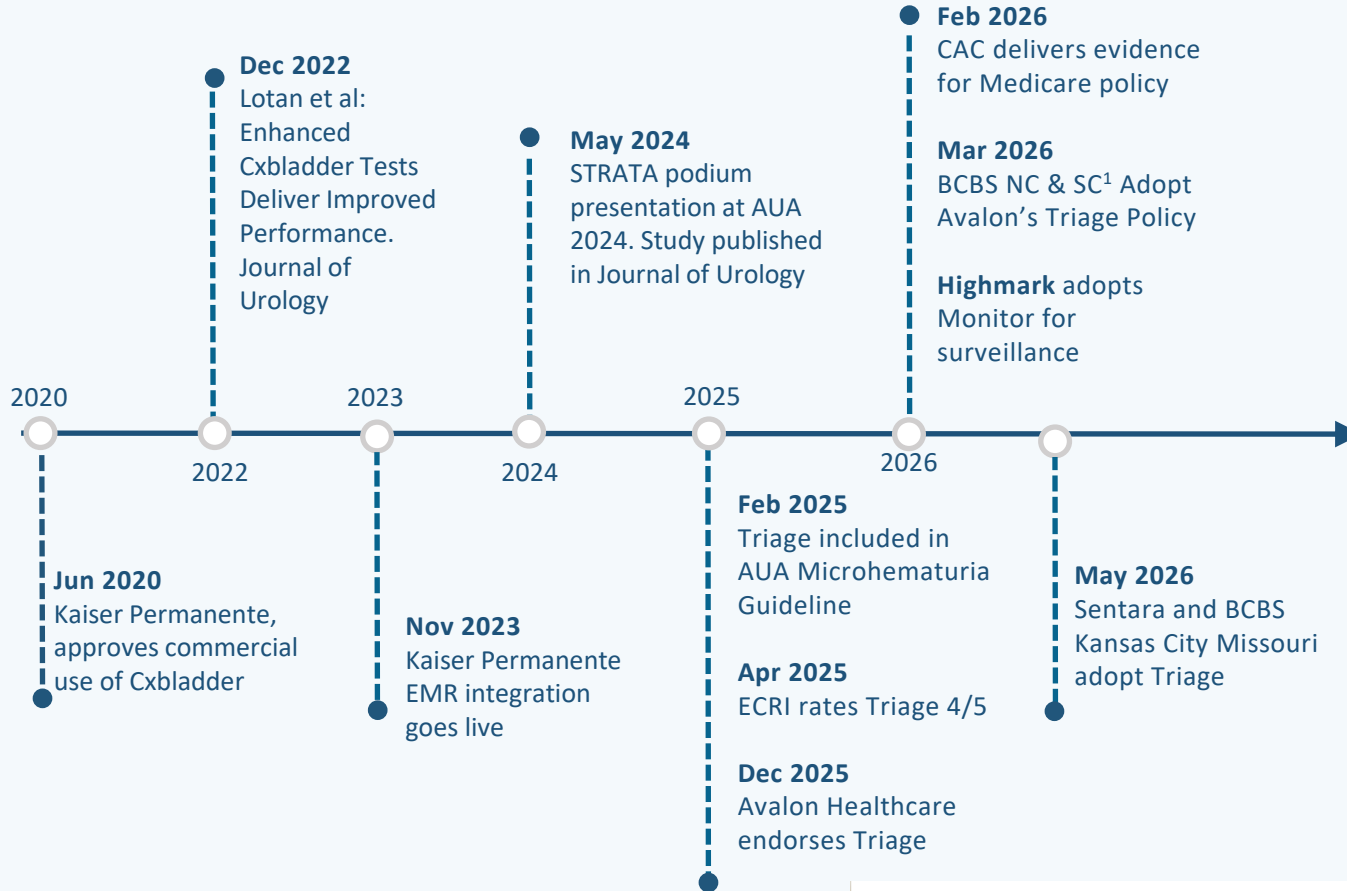 Dec 2022
Lotan et al:
Enhanced
Cxbladder Tests
Deliver Improved
Performance.
Journal of
Urology
May 2024
STRATA podium
presentation at AUA
2024. Study published
in Journal of Urology
Feb 2026
CAC delivers evidence
for Medicare policy
Mar 2026
BCBS NC & SC¹ Adopt
Avalon’s Triage Policy
Highmark adopts
Monitor for
surveillance
2020
2022
2023
2024
2025
2026
Jun 2020
Kaiser Permanente,
approves commercial
use of Cxbladder
Nov 2023
Kaiser Permanente
EMR integration
goes live
Feb 2025
Triage included in
AUA Microhematuria
Guideline
Apr 2025
ECRI rates Triage 4/5
Dec 2025
Avalon Healthcare
endorses Triage
May 2026
Sentara and BCBS
Kansas City Missouri
adopt Triage